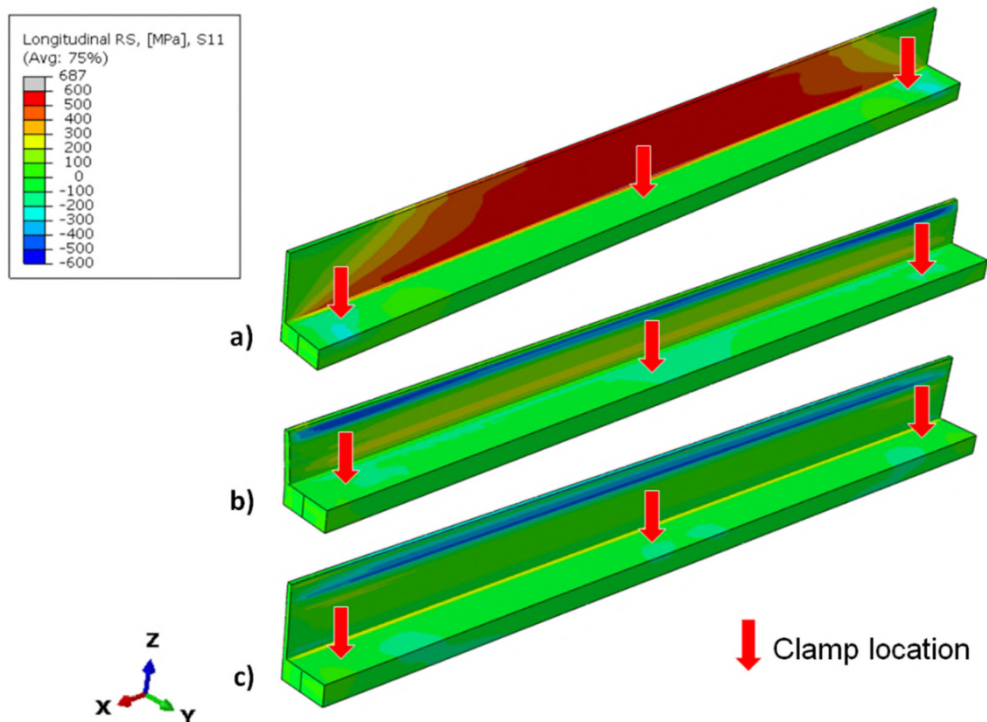 Longitudinal RS, [MPa], S11
(Avg: 75%)
687
600
500
400
300
200
100
0
-100
-200
-300
-400
-500
-600
a)
b)
c)
Z
X
Y
Clamp location